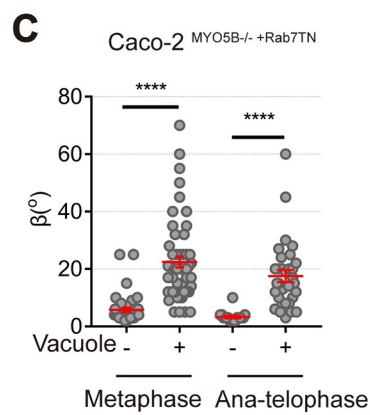 C
Caco-2 MYO5B-/- +Rab7TN
**** ****
80
60
40
20
0
β(º)
Vacuole - + - +
Metaphase Ana-telophase